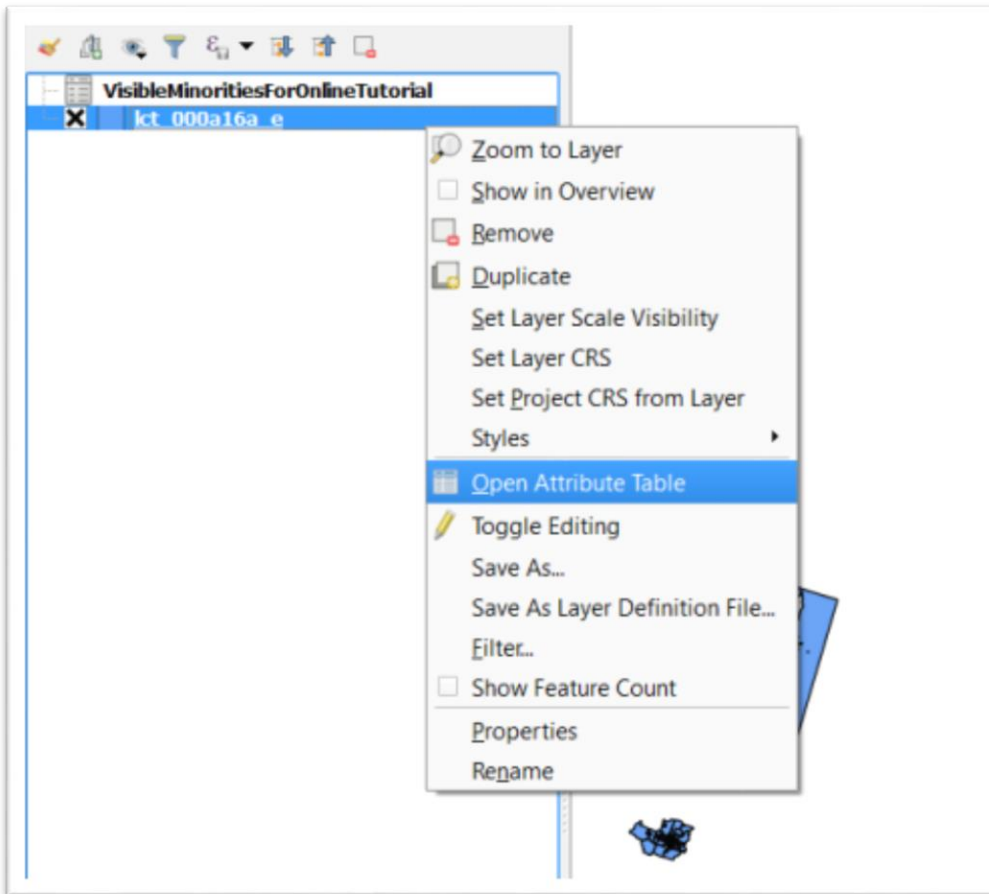 VisibleMinoritiesForOnlineTutorial
lct_000a16a_e
Zoom to Layer
Show in Overview
Remove
Duplicate
Set Layer Scale Visibility
Set Layer CRS
Set Project CRS from Layer
Styles
Open Attribute Table
Toggle Editing
Save As...
Save As Layer Definition File...
Filter...
Show Feature Count
Properties
Rename